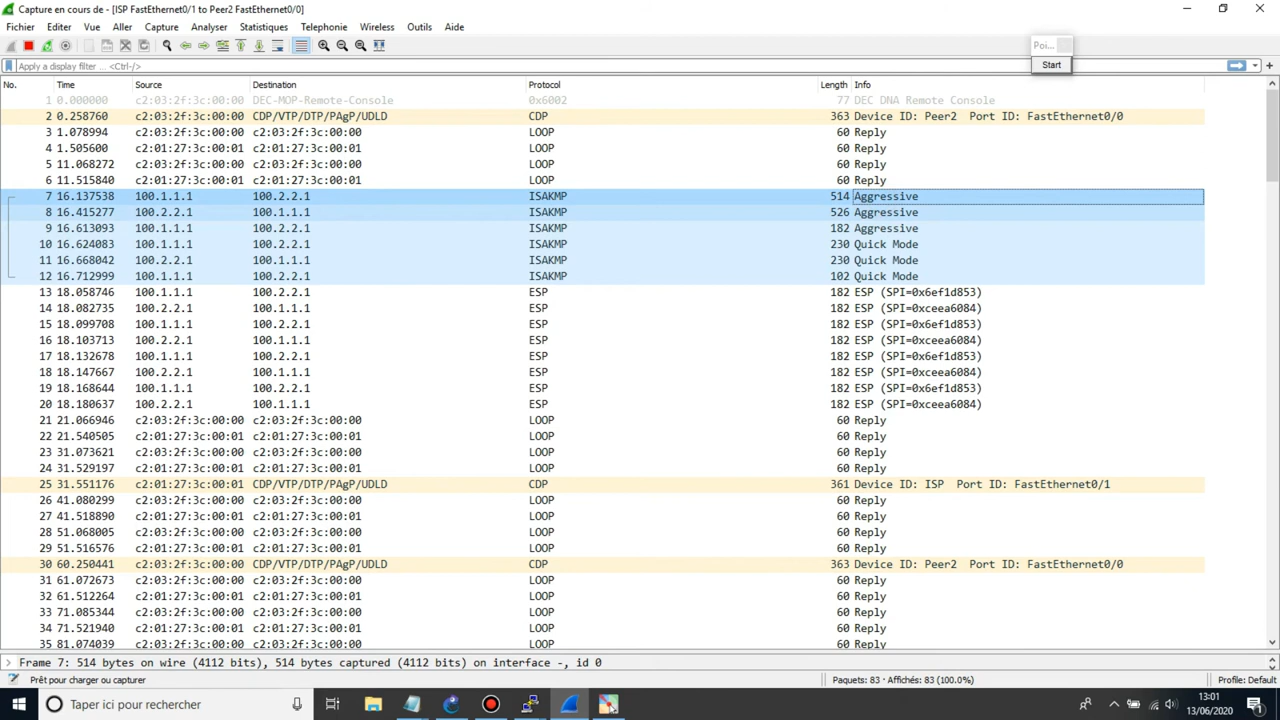 Capture en cours de - [ISP FastEthernet0/1 to Peer2 FastEthernet0/0]
Fichier Editer Vue Aller Capture Analyser Statistiques Telephonie Wireless Outils Aide
Poi...
Start
Apply a display filter ... <Ctrl-/>
No. Time Source Destination Protocol Length Info
1 0.000000 c2:03:2f:3c:00:00 DEC-MOP-Remote-Console 0x6002 77 DEC DNA Remote Console
2 0.258760 c2:03:2f:3c:00:00 CDP/VTP/DTP/PAgP/UDLD CDP 363 Device ID: Peer2 Port ID: FastEthernet0/0
3 1.078994 c2:03:2f:3c:00:00 c2:03:2f:3c:00:00 LOOP 60 Reply
4 1.505600 c2:01:27:3c:00:01 c2:01:27:3c:00:01 LOOP 60 Reply
5 11.068272 c2:03:2f:3c:00:00 c2:03:2f:3c:00:00 LOOP 60 Reply
6 11.515840 c2:01:27:3c:00:01 c2:01:27:3c:00:01 LOOP 60 Reply
7 16.137538 100.1.1.1 100.2.2.1 ISAKMP 514 Aggressive
8 16.415277 100.2.2.1 100.1.1.1 ISAKMP 526 Aggressive
9 16.613093 100.1.1.1 100.2.2.1 ISAKMP 182 Aggressive
10 16.624083 100.1.1.1 100.2.2.1 ISAKMP 230 Quick Mode
11 16.668042 100.2.2.1 100.1.1.1 ISAKMP 230 Quick Mode
12 16.712999 100.1.1.1 100.2.2.1 ISAKMP 102 Quick Mode
13 18.058746 100.1.1.1 100.2.2.1 ESP 182 ESP (SPI=0x6ef1d853)
14 18.082735 100.2.2.1 100.1.1.1 ESP 182 ESP (SPI=0xceea6084)
15 18.099708 100.1.1.1 100.2.2.1 ESP 182 ESP (SPI=0x6ef1d853)
16 18.103713 100.2.2.1 100.1.1.1 ESP 182 ESP (SPI=0xceea6084)
17 18.132678 100.1.1.1 100.2.2.1 ESP 182 ESP (SPI=0x6ef1d853)
18 18.147667 100.2.2.1 100.1.1.1 ESP 182 ESP (SPI=0xceea6084)
19 18.168644 100.1.1.1 100.2.2.1 ESP 182 ESP (SPI=0x6ef1d853)
20 18.180637 100.2.2.1 100.1.1.1 ESP 182 ESP (SPI=0xceea6084)
21 21.066946 c2:03:2f:3c:00:00 c2:03:2f:3c:00:00 LOOP 60 Reply
22 21.540505 c2:01:27:3c:00:01 c2:01:27:3c:00:01 LOOP 60 Reply
23 31.073621 c2:03:2f:3c:00:00 c2:03:2f:3c:00:00 LOOP 60 Reply
24 31.529197 c2:01:27:3c:00:01 c2:01:27:3c:00:01 LOOP 60 Reply
25 31.551176 c2:01:27:3c:00:01 CDP/VTP/DTP/PAgP/UDLD CDP 361 Device ID: ISP Port ID: FastEthernet0/1
26 41.080299 c2:03:2f:3c:00:00 c2:03:2f:3c:00:00 LOOP 60 Reply
27 41.518890 c2:01:27:3c:00:01 c2:01:27:3c:00:01 LOOP 60 Reply
28 51.068005 c2:03:2f:3c:00:00 c2:03:2f:3c:00:00 LOOP 60 Reply
29 51.516576 c2:01:27:3c:00:01 c2:01:27:3c:00:01 LOOP 60 Reply
30 60.250441 c2:03:2f:3c:00:00 CDP/VTP/DTP/PAgP/UDLD CDP 363 Device ID: Peer2 Port ID: FastEthernet0/0
31 61.072673 c2:03:2f:3c:00:00 c2:03:2f:3c:00:00 LOOP 60 Reply
32 61.512264 c2:01:27:3c:00:01 c2:01:27:3c:00:01 LOOP 60 Reply
33 71.085344 c2:03:2f:3c:00:00 c2:03:2f:3c:00:00 LOOP 60 Reply
34 71.521940 c2:01:27:3c:00:01 c2:01:27:3c:00:01 LOOP 60 Reply
35 81.074039 c2:03:2f:3c:00:00 c2:03:2f:3c:00:00 LOOP 60 Reply
Frame 7: 514 bytes on wire (4112 bits), 514 bytes captured (4112 bits) on interface -, id 0
Prêt pour charger ou capturer Paquets: 83 · Affichés: 83 (100.0%) Profile: Default
Taper ici pour rechercher
13:01
13/06/2020
1